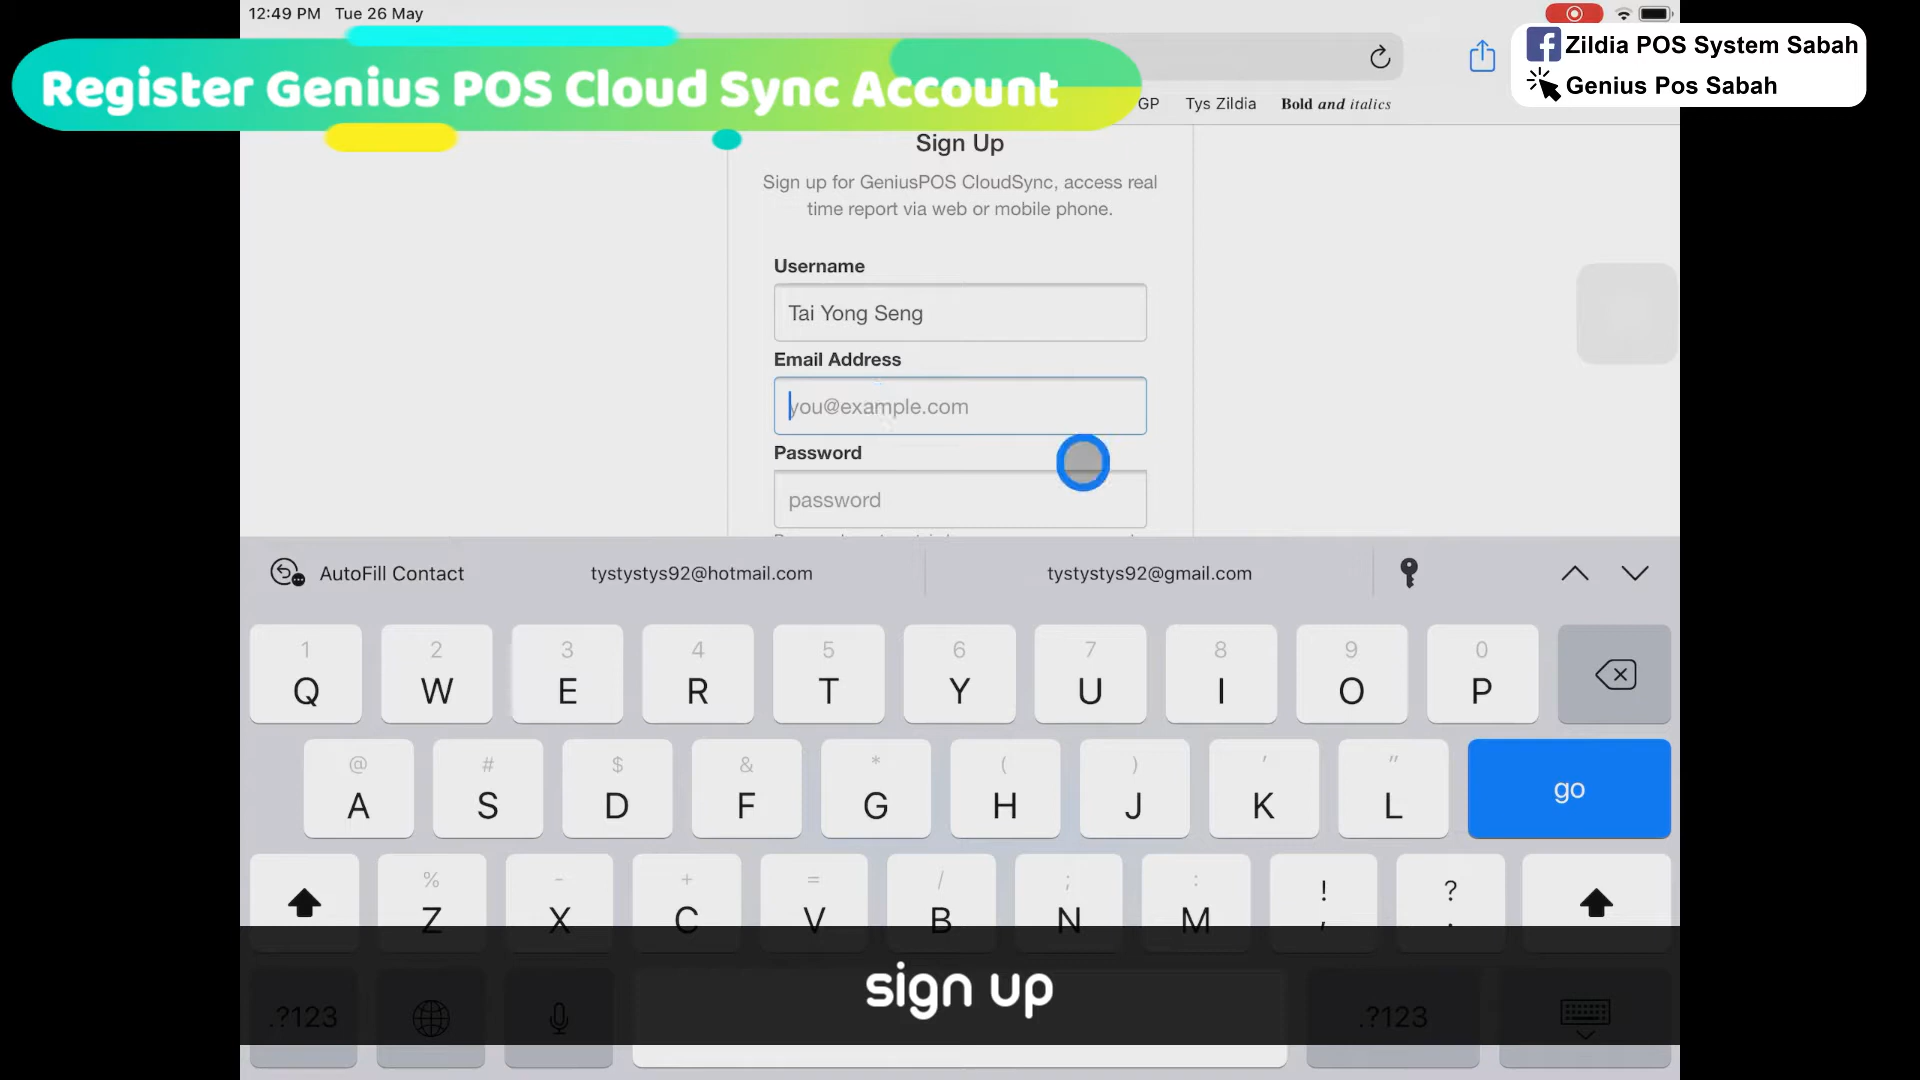 12:49 PM Tue 26 May
Register Genius POS Cloud Sync Account
Zildia POS System Sabah
Genius Pos Sabah
GP Tys Zildia Bold and italics
Sign Up
Sign up for GeniusPOS CloudSync, access real
time report via web or mobile phone.
Username
Tai Yong Seng
Email Address
you@example.com
Password
password
AutoFill Contact tystystys92@hotmail.com tystystys92@gmail.com
1 2 3 4 5 6 7 8 9 0
Q W E R T Y U I O P
@ # $ & * ( ) ' "
A S D F G H J K L go
% - + = / ; : ! ?
Z X C V B N M , .
sign up
.?123 .?123